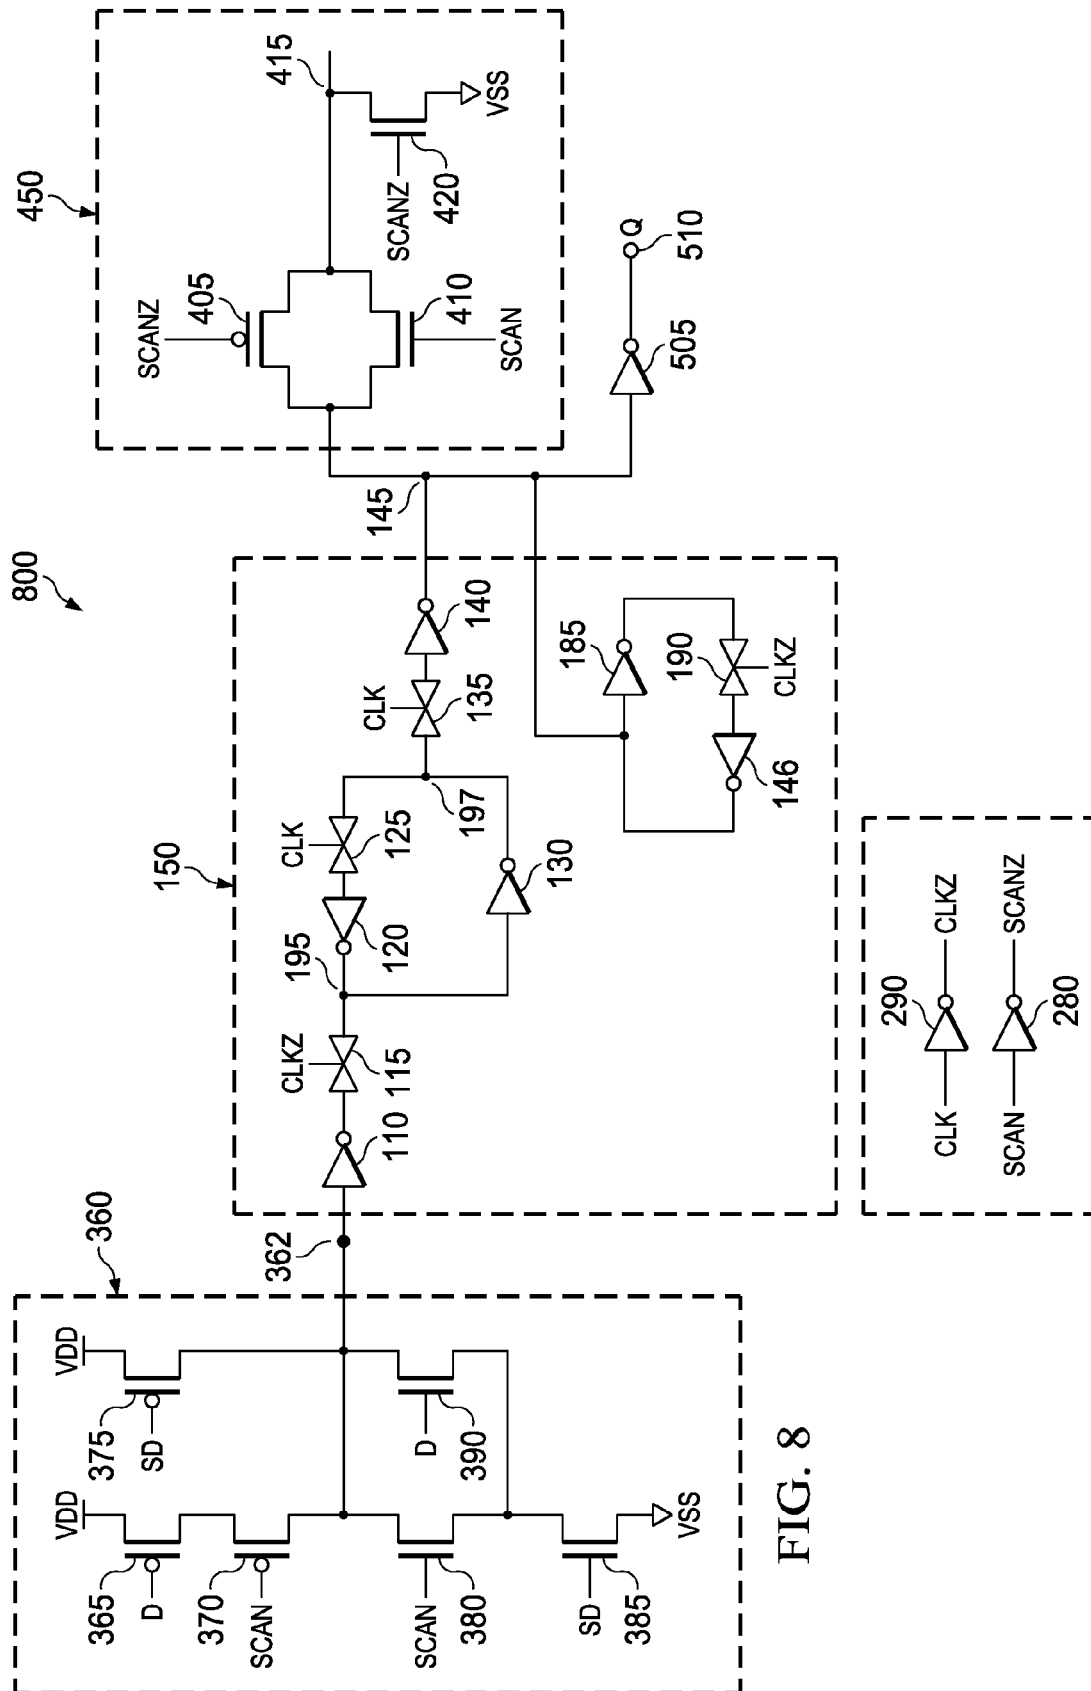 800
360
VDD
VDD
375
SD
365
D
370
SCAN
380
SCAN
390
D
385
SD
VSS
362
150
110
115
CLKZ
195
120
125
CLK
130
197
135
CLK
140
145
185
190
CLKZ
146
450
SCANZ
405
410
SCAN
415
SCANZ
420
VSS
505
Q
510
290
CLK
CLKZ
SCAN
SCANZ
280
FIG. 8